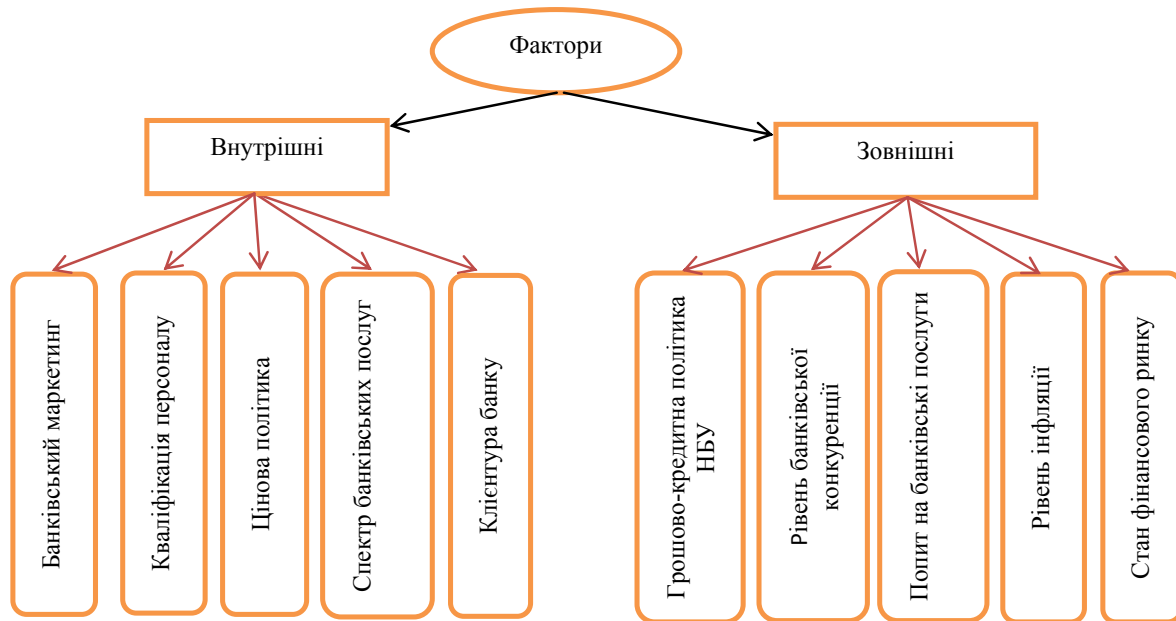 Фактори
Внутрішні
Зовнішні
Банківський маркетинг
Кваліфікація персоналу
Цінова політика
Спектр банківських послуг
Клієнтура банку
Грошово-кредитна політика
НБУ
Рівень банківської
конкуренції
Попит на банківські послуги
Рівень інфляції
Стан фінансового ринку